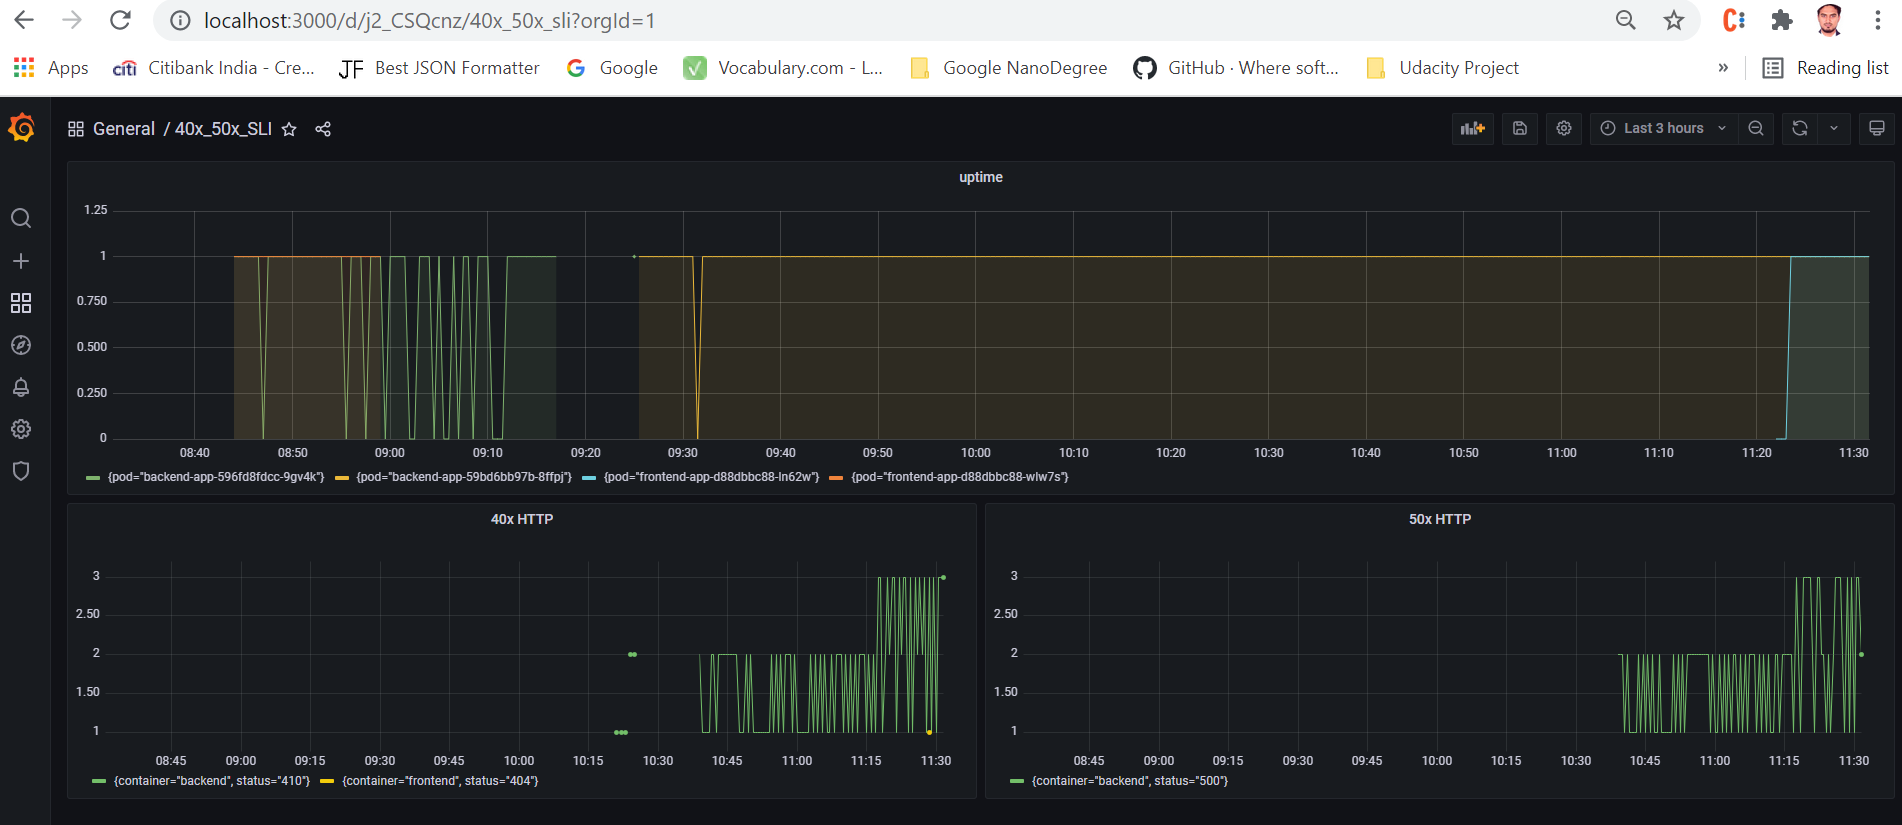 localhost:3000/d/j2_CSQcnz/40x_50x_sli?orgId=1
Apps citi Citibank India - Cre... JF Best JSON Formatter Google Vocabulary.com - L... Google NanoDegree GitHub · Where soft... Udacity Project » Reading list
General / 40x_50x_SLI Last 3 hours
uptime
1.25
1
0.750
0.500
0.250
0
08:40 08:50 09:00 09:10 09:20 09:30 09:40 09:50 10:00 10:10 10:20 10:30 10:40 10:50 11:00 11:10 11:20 11:30
{pod="backend-app-596fd8fdcc-9gv4k"} {pod="backend-app-59bd6bb97b-8ffpj"} {pod="frontend-app-d88dbbc88-ln62w"} {pod="frontend-app-d88dbbc88-wlw7s"}
40x HTTP
3
2.50
2
1.50
1
08:45 09:00 09:15 09:30 09:45 10:00 10:15 10:30 10:45 11:00 11:15 11:30
{container="backend", status="410"} {container="frontend", status="404"}
50x HTTP
3
2.50
2
1.50
1
08:45 09:00 09:15 09:30 09:45 10:00 10:15 10:30 10:45 11:00 11:15 11:30
{container="backend", status="500"}